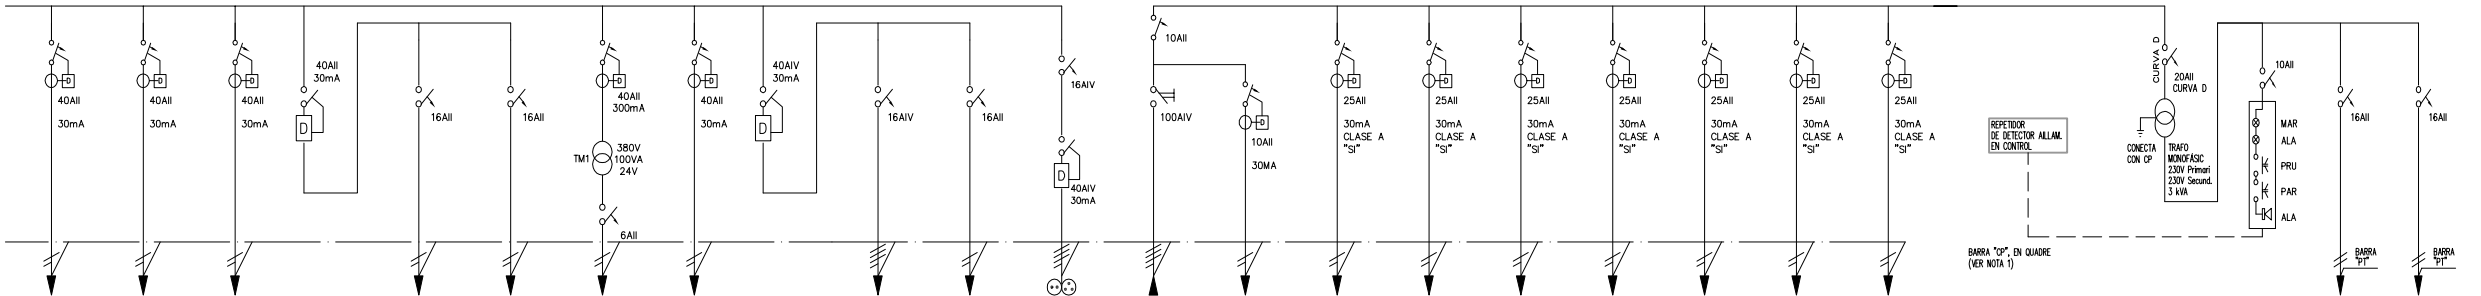 40AII
30mA
40AII
30mA
40AII
30mA
40AII
30mA
D
16AII
16AII
40AII
300mA
TM1
380V
100VA
24V
6AII
40AII
30mA
40AIV
30mA
D
16AIV
16AII
16AIV
D
40AIV
30mA
10AII
100AIV
10AII
30MA
25AII
30mA
CLASE A
"SI"
25AII
30mA
CLASE A
"SI"
25AII
30mA
CLASE A
"SI"
25AII
30mA
CLASE A
"SI"
25AII
30mA
CLASE A
"SI"
25AII
30mA
CLASE A
"SI"
25AII
30mA
CLASE A
"SI"
REPETIDOR
DE DETECTOR ALLAM.
EN CONTROL
BARRA "CP", EN QUADRE
(VER NOTA 1)
CURVA D
20AII
CURVA D
CONECTA
CON CP
TRAFO
MONOFÁSIC
230V Primari
230V Secund.
3 kVA
10AII
MAR
ALA
PRU
PAR
ALA
16AII
BARRA
"PT"
16AII
BARRA
"PT"